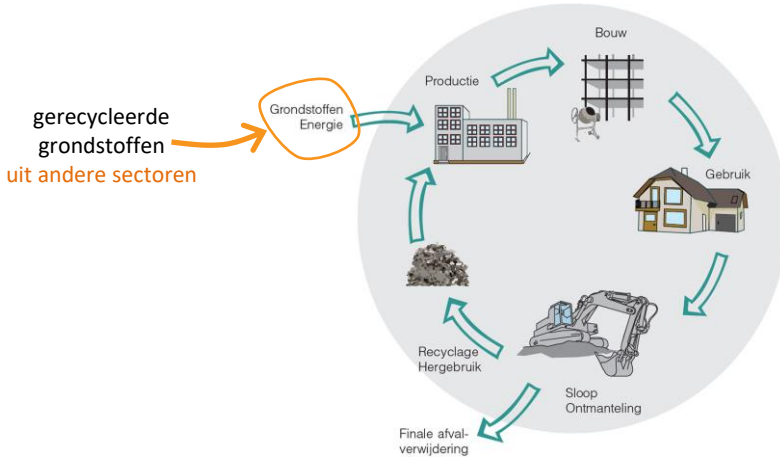 gerecycleerde
grondstoffen
uit andere sectoren
Grondstoffen
Energie
Productie
Bouw
Gebruik
Sloop
Ontmanteling
Recyclage
Hergebruik
Finale afval-
verwijdering